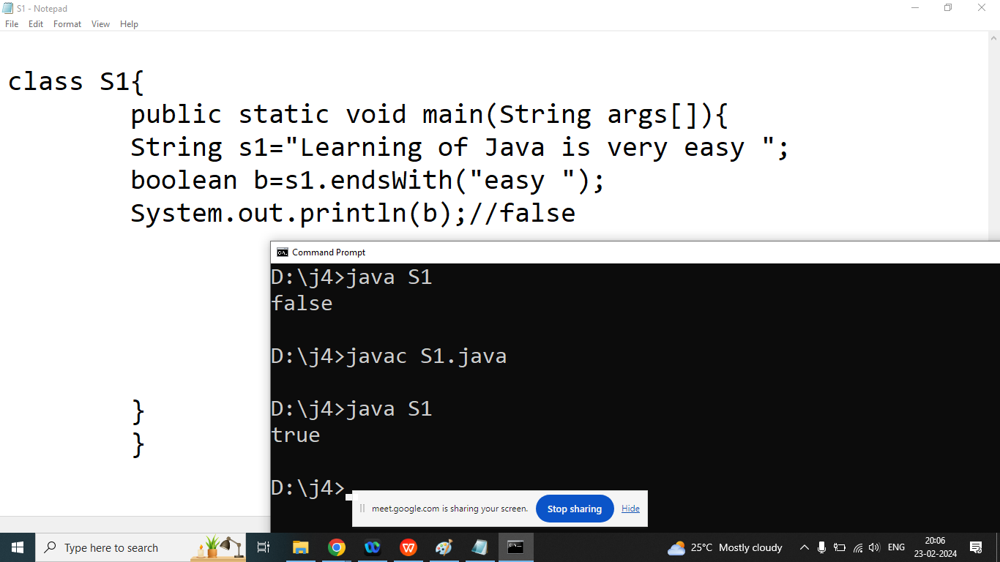 S1 - Notepad
File Edit Format View Help
class S1{
public static void main(String args[]){
String s1="Learning of Java is very easy ";
boolean b=s1.endsWith("easy ");
System.out.println(b);//false
}
}
Command Prompt
D:\j4>java S1
false
D:\j4>javac S1.java
D:\j4>java S1
true
D:\j4>
meet.google.com is sharing your screen. Stop sharing Hide
Type here to search
25°C Mostly cloudy
ENG
20:06
23-02-2024